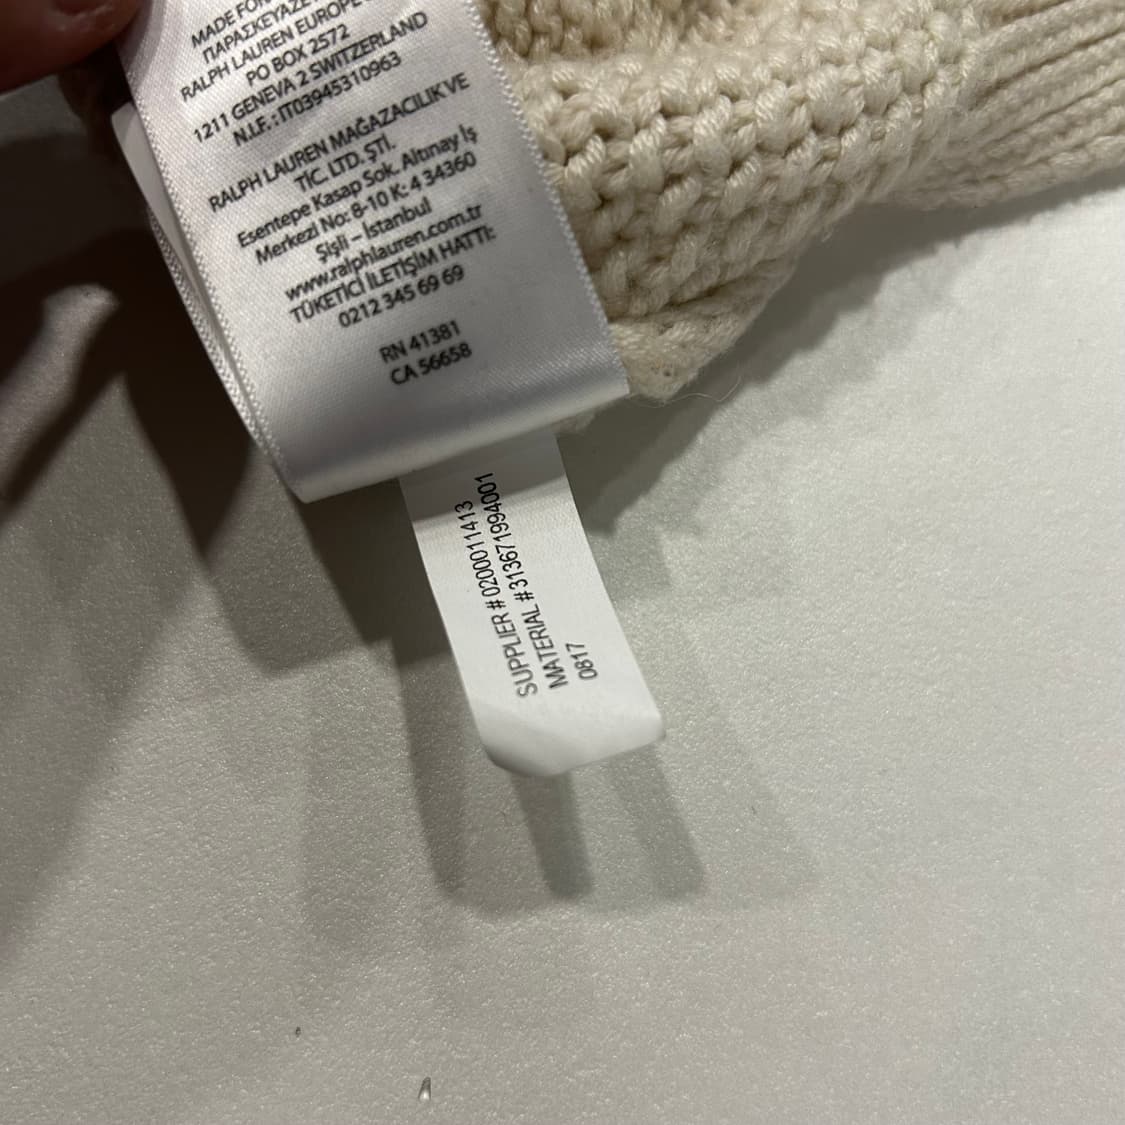 MADE FOR
ΠΑΡΑΣΚΕΥΑΖΕ
RALPH LAUREN EUROPE
PO BOX 2572
1211 GENEVA 2 SWITZERLAND
N.I.F. : IT03945310963
RALPH LAUREN MAĞAZACILIK VE
TİC. LTD. ŞTİ.
Esentepe Kasap Sok. Altınay İş
Merkezi No: 8-10 K: 4 34360
Şişli – İstanbul
www.ralphlauren.com.tr
TÜKETİCİ İLETİŞİM HATTI:
0212 345 69 69
RN 41381
CA 56658
SUPPLIER # 0200011413
MATERIAL # 313671994001
0817